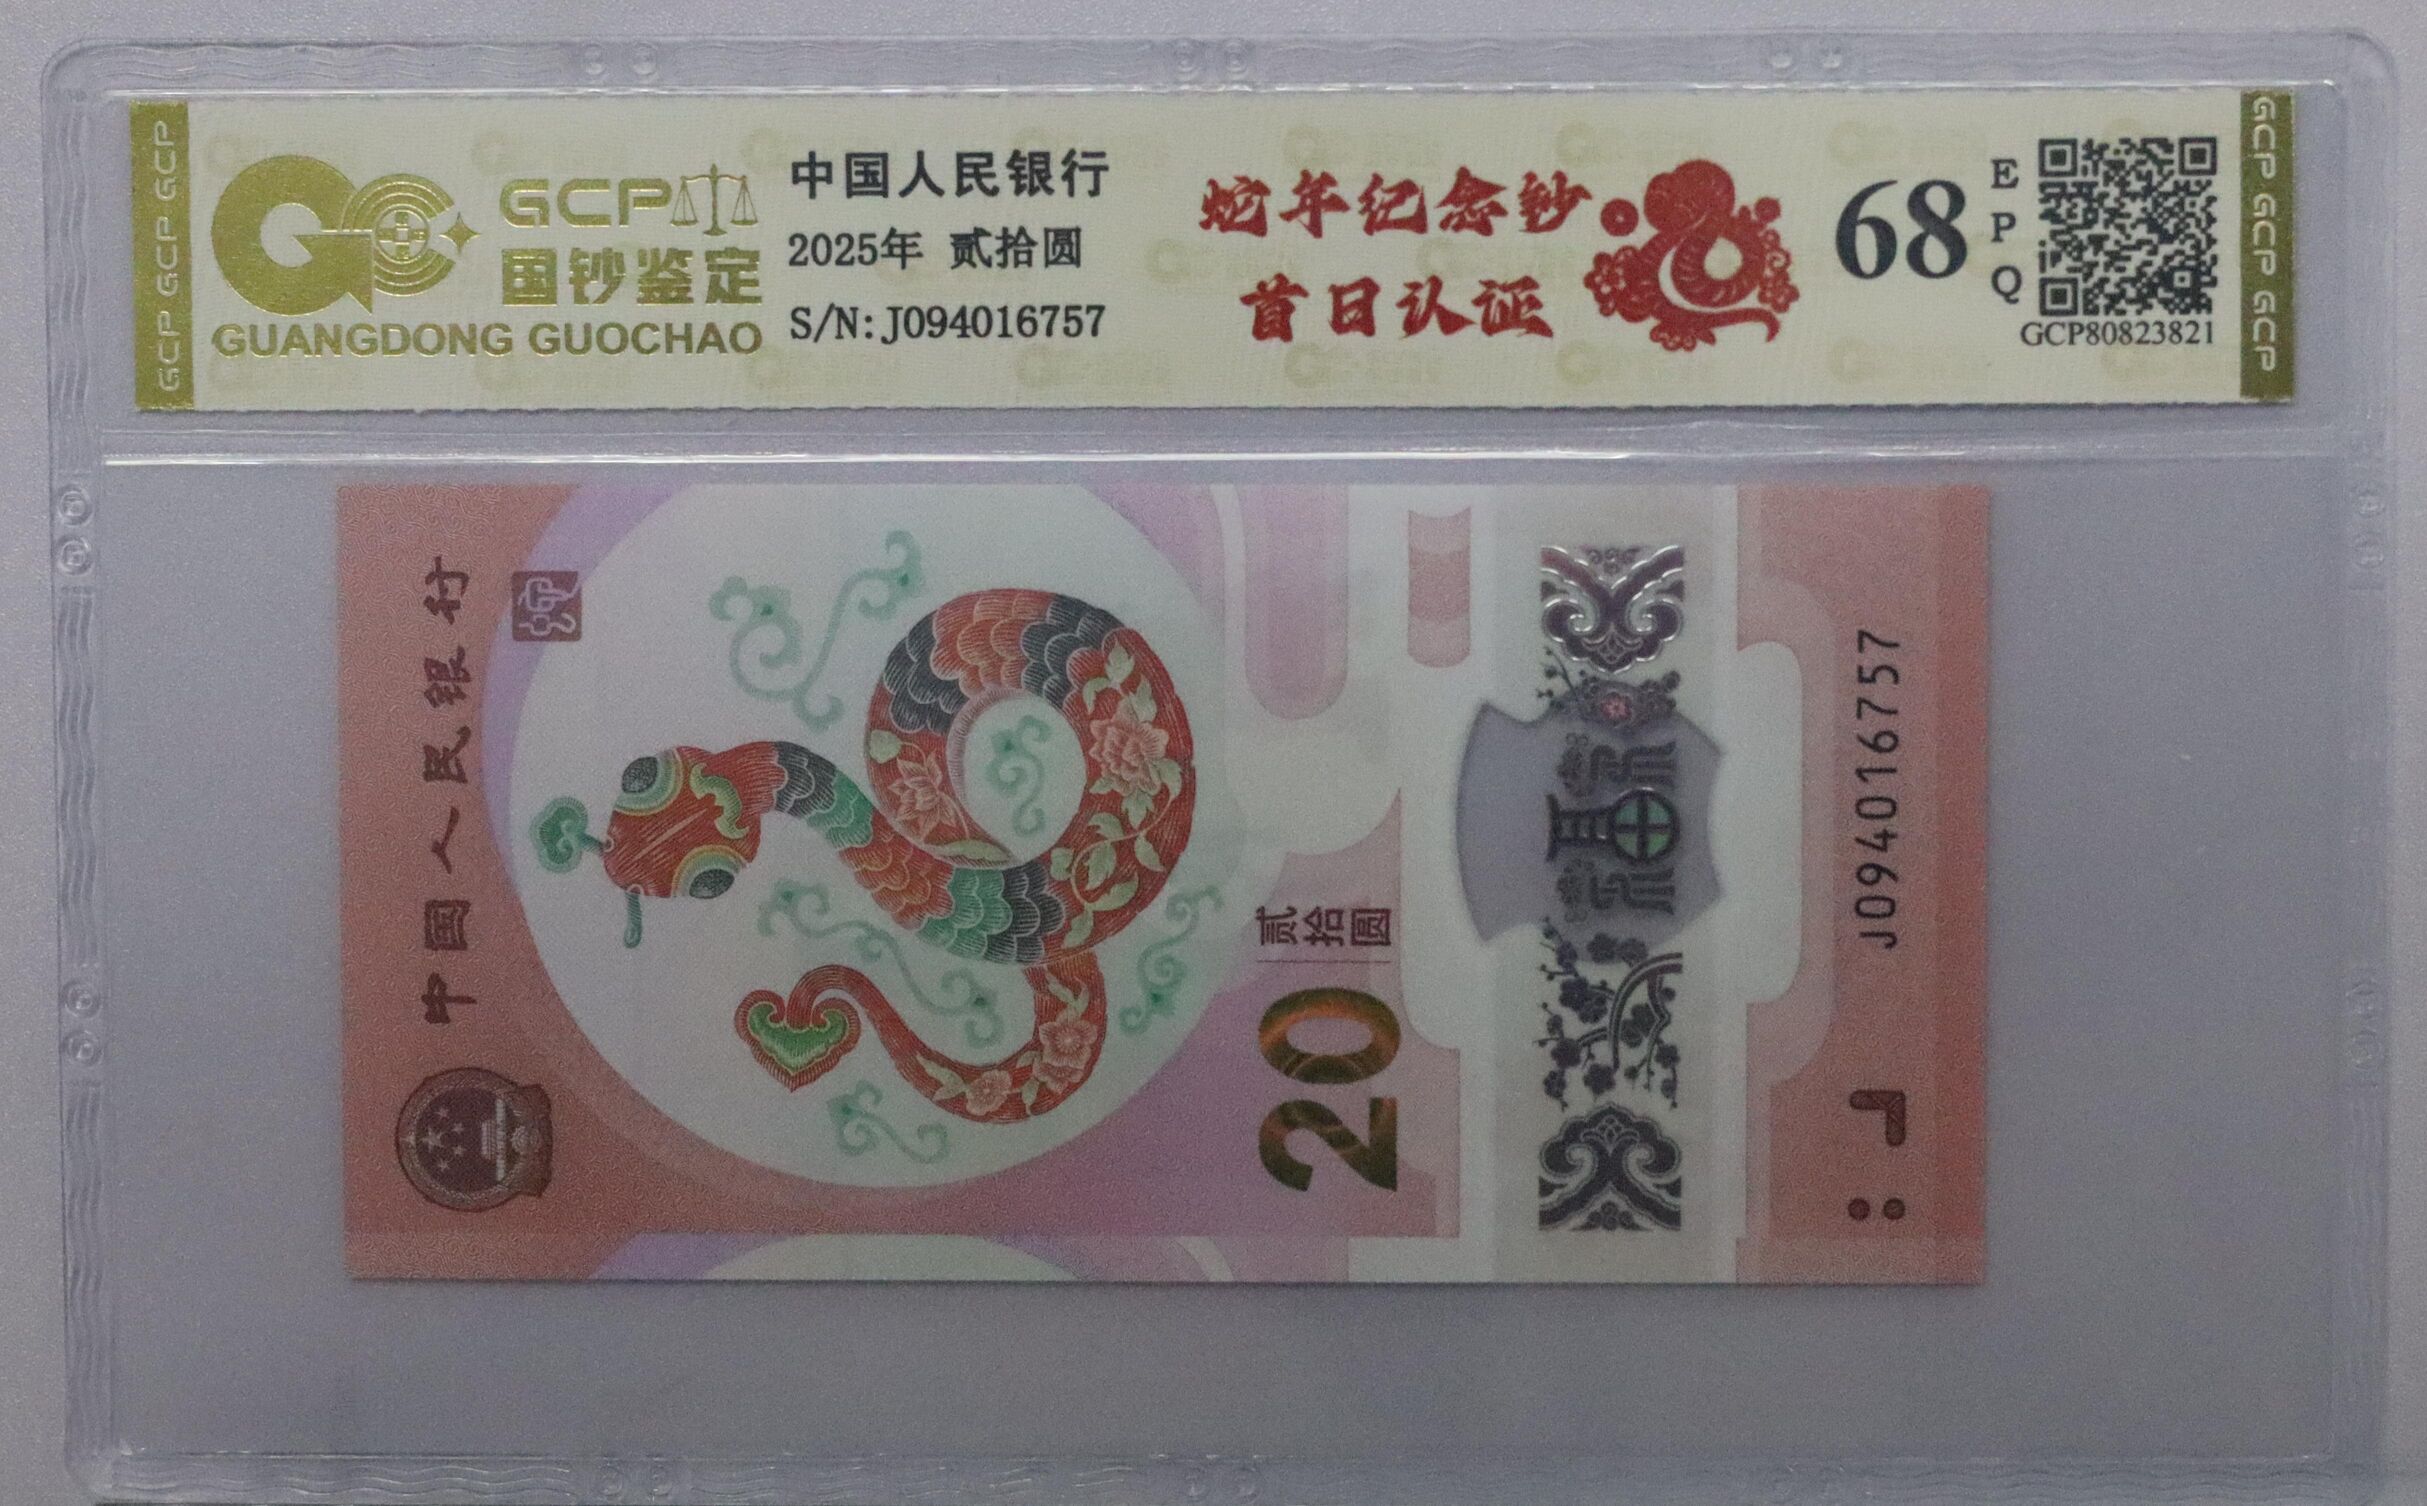 GCP GCP GCP
GCP
国钞鉴定
GUANGDONG GUOCHAO
中国人民银行
2025年 贰拾圆
S/N: J094016757
蛇年纪念钞
首日认证
68
EPQ
GCP80823821
GCP GCP GCP
中国人民银行
贰拾圆
20
福
J094016757